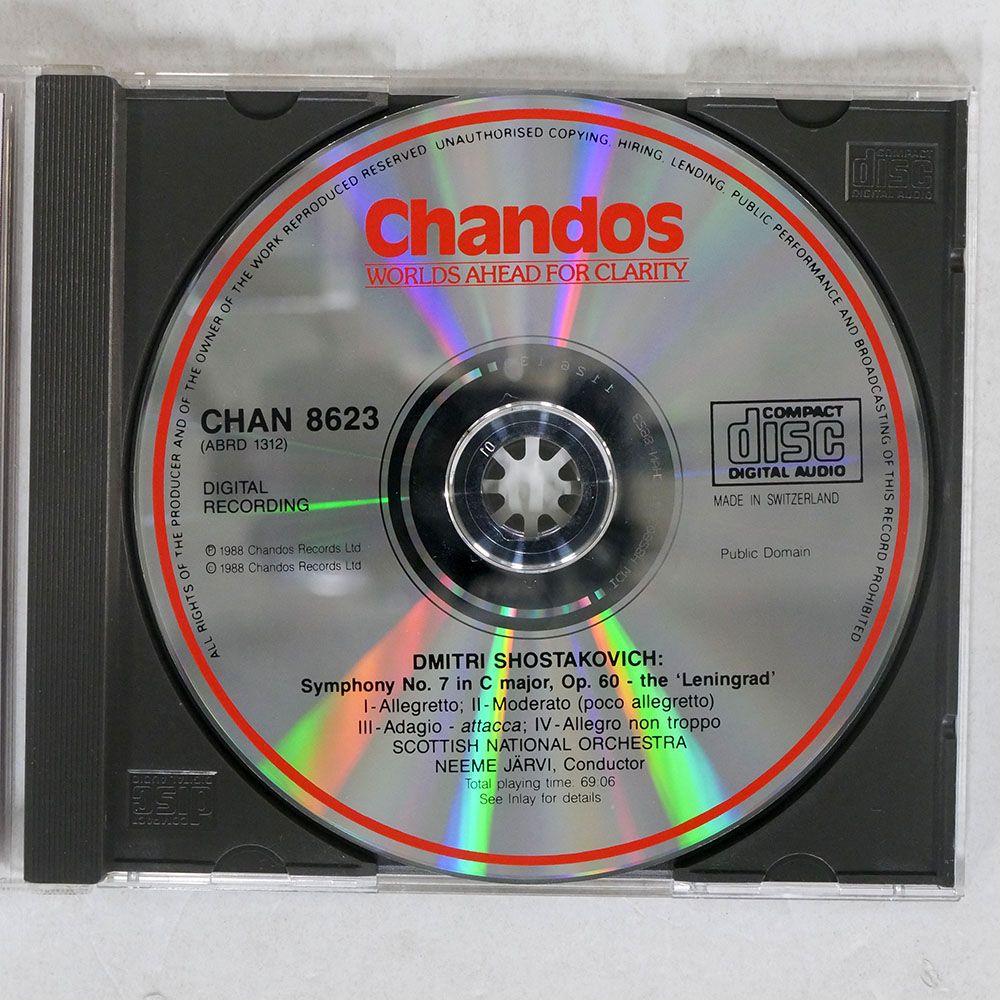 ALL RIGHTS OF THE PRODUCER AND OF THE OWNER OF THE WORK REPRODUCED RESERVED. UNAUTHORISED COPYING, HIRING, LENDING, PUBLIC PERFORMANCE AND BROADCASTING OF THIS RECORD PROHIBITED
Chandos
WORLDS AHEAD FOR CLARITY
CHAN 8623
(ABRD 1312)
DIGITAL
RECORDING
℗ 1988 Chandos Records Ltd
© 1988 Chandos Records Ltd
COMPACT
disc
DIGITAL AUDIO
MADE IN SWITZERLAND
Public Domain
DMITRI SHOSTAKOVICH:
Symphony No. 7 in C major, Op. 60 - the ‘Leningrad’
I-Allegretto; II-Moderato (poco allegretto)
III-Adagio - attacca; IV-Allegro non troppo
SCOTTISH NATIONAL ORCHESTRA
NEEME JÄRVI, Conductor
Total playing time: 69.06
See Inlay for details
COMPACT
disc
DIGITAL AUDIO
COMPACT
disc
DIGITAL AUDIO